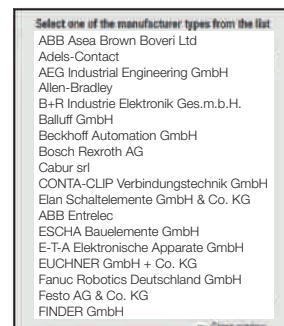 Select one of the manufacturer types from the list
ABB Asea Brown Boveri Ltd
Adels-Contact
AEG Industrial Engineering GmbH
Allen-Bradley
B+R Industrie Elektronik Ges.m.b.H.
Balluff GmbH
Beckhoff Automation GmbH
Bosch Rexroth AG
Cabur srl
CONTA-CLIP Verbindungstechnik GmbH
Elan Schaltelemente GmbH & Co. KG
ABB Entrelec
ESCHA Bauelemente GmbH
E-T-A Elektronische Apparate GmbH
EUCHNER GmbH + Co. KG
Fanuc Robotics Deutschland GmbH
Festo AG & Co. KG
FINDER GmbH